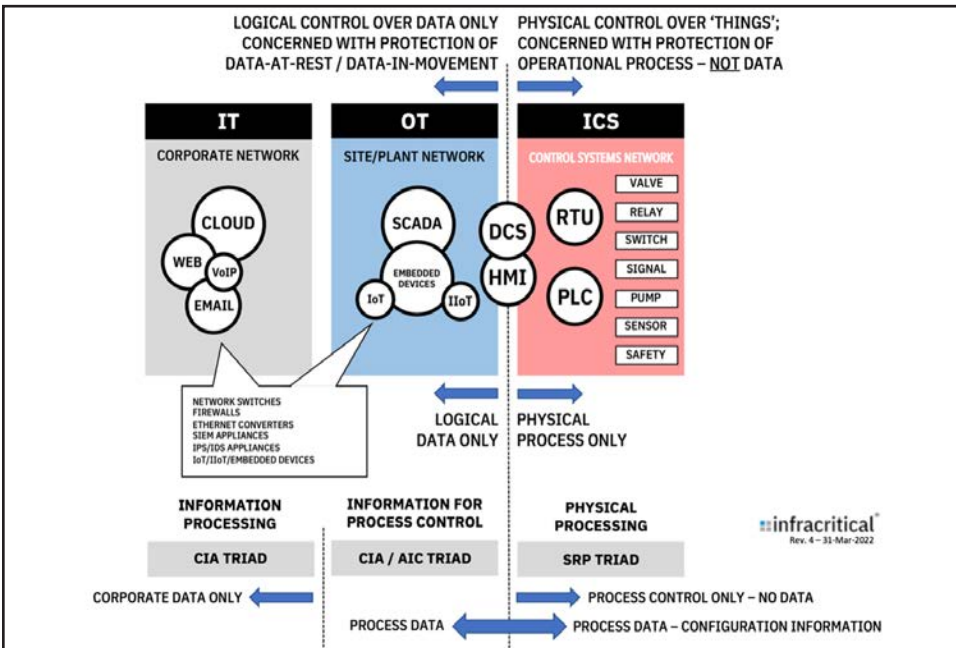 LOGICAL CONTROL OVER DATA ONLY
CONCERNED WITH PROTECTION OF
DATA-AT-REST / DATA-IN-MOVEMENT
PHYSICAL CONTROL OVER ‘THINGS’;
CONCERNED WITH PROTECTION OF
OPERATIONAL PROCESS – NOT DATA
IT
CORPORATE NETWORK
CLOUD
WEB
VoIP
EMAIL
OT
SITE/PLANT NETWORK
SCADA
EMBEDDED
DEVICES
IoT
IIoT
DCS
HMI
ICS
CONTROL SYSTEMS NETWORK
RTU
PLC
VALVE
RELAY
SWITCH
SIGNAL
PUMP
SENSOR
SAFETY
NETWORK SWITCHES
FIREWALLS
ETHERNET CONVERTERS
SIEM APPLIANCES
IPS/IDS APPLIANCES
IoT/IIoT/EMBEDDED DEVICES
LOGICAL
DATA ONLY
PHYSICAL
PROCESS ONLY
INFORMATION
PROCESSING
CIA TRIAD
INFORMATION FOR
PROCESS CONTROL
CIA / AIC TRIAD
PHYSICAL
PROCESSING
SRP TRIAD
infracritical®
Rev. 4 – 31-Mar-2022
CORPORATE DATA ONLY
PROCESS CONTROL ONLY – NO DATA
PROCESS DATA
PROCESS DATA – CONFIGURATION INFORMATION